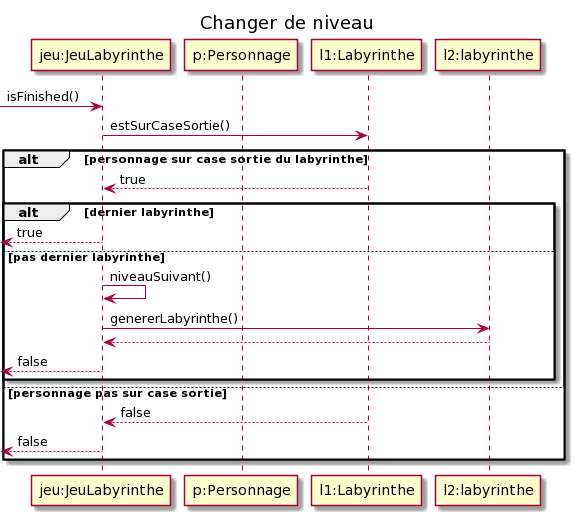 Changer de niveau
jeu:JeuLabyrinthe p:Personnage l1:Labyrinthe l2:labyrinthe
isFinished()
estSurCaseSortie()
alt [personnage sur case sortie du labyrinthe]
true
alt [dernier labyrinthe]
true
[pas dernier labyrinthe]
niveauSuivant()
genererLabyrinthe()
false
[personnage pas sur case sortie]
false
false
jeu:JeuLabyrinthe p:Personnage l1:Labyrinthe l2:labyrinthe